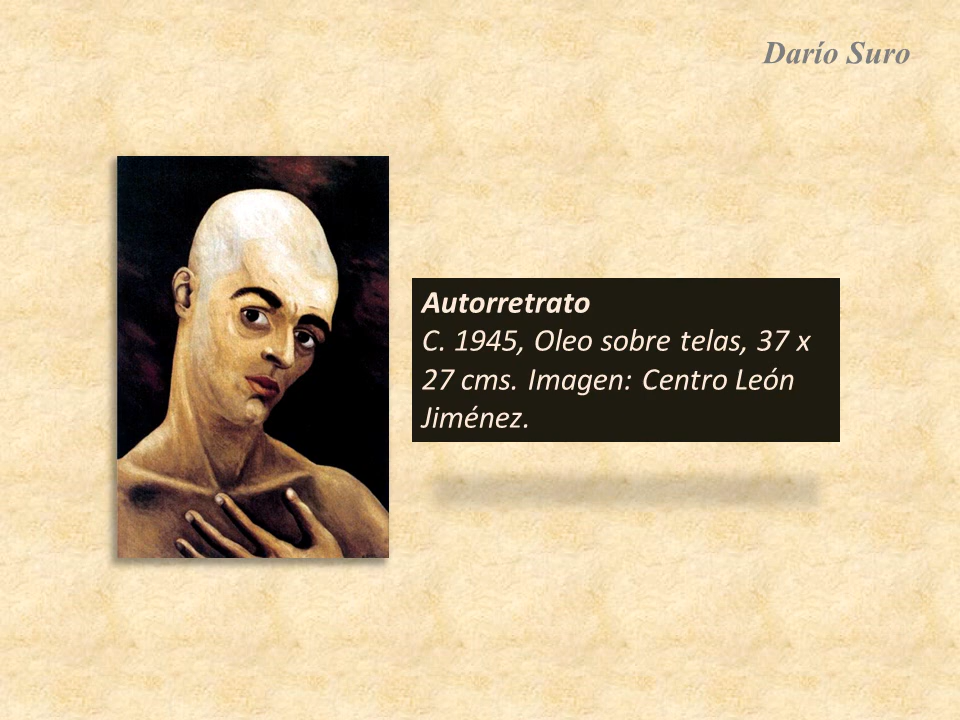 Darío Suro
Autorretrato
C. 1945, Oleo sobre telas, 37 x
27 cms. Imagen: Centro León
Jiménez.